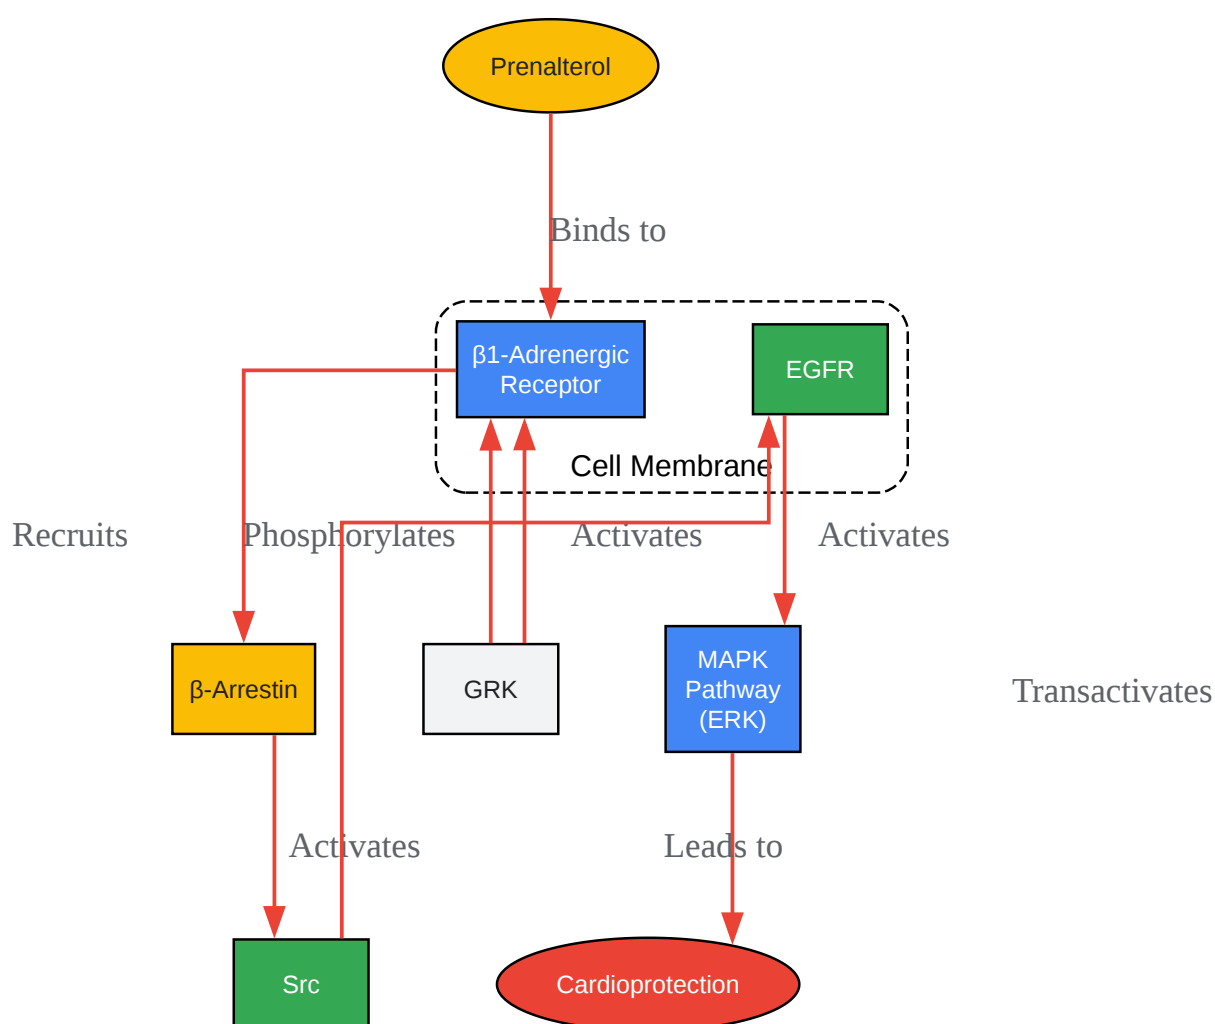 Prenalterol
Binds to
β1-Adrenergic
Receptor
EGFR
Cell Membrane
Recruits
Phosphorylates
Activates
Activates
β-Arrestin
GRK
MAPK
Pathway
(ERK)
Transactivates
Activates
Leads to
Src
Cardioprotection